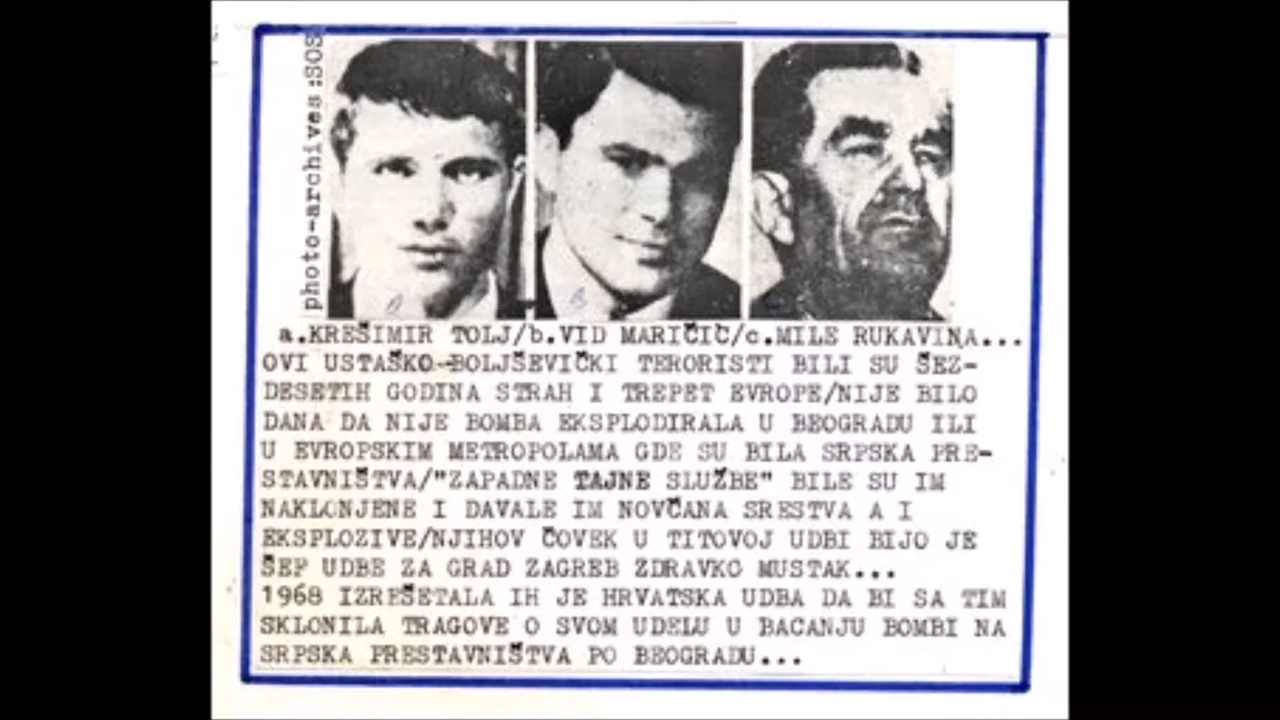 photo-archives:SOS
a.KREŠIMIR TOLJ/b.VID MARIČIĆ/c.MILE RUKAVINA...
OVI USTAŠKO-BOLJŠEVIČKI TERORISTI BILI SU ŠEZ-
DESETIH GODINA STRAH I TREPET EVROPE/NIJE BILO
DANA DA NIJE BOMBA EKSPLODIRALA U BEOGRADU ILI
U EVROPSKIM METROPOLAMA GDE SU BILA SRPSKA PRE-
STAVNIŠTVA/"ZAPADNE TAJNE SLUŽBE" BILE SU IM
NAKLONJENE I DAVALE IM NOVČANA SRESTVA A I
EKSPLOZIVE/NJIHOV ČOVEK U TITOVOJ UDBI BIJO JE
ŠEP UDBE ZA GRAD ZAGREB ZDRAVKO MUSTAK...
1968 IZREŠETALA IH JE HRVATSKA UDBA DA BI SA TIM
SKLONILA TRAGOVE O SVOM UDELU U BACANJU BOMBI NA
SRPSKA PRESTAVNIŠTVA PO BEOGRADU...